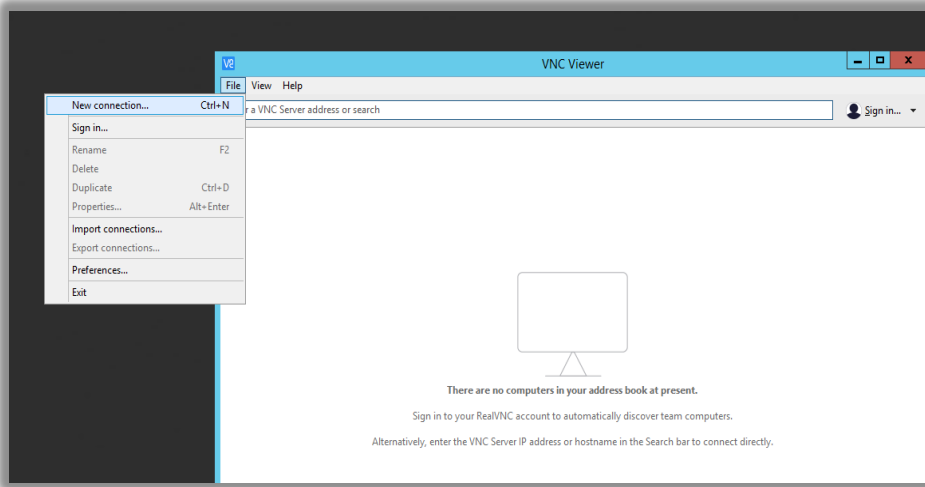 V2 VNC Viewer
File View Help
New connection... Ctrl+N
r a VNC Server address or search
Sign in...
Sign in...
Rename F2
Delete
Duplicate Ctrl+D
Properties... Alt+Enter
Import connections...
Export connections...
Preferences...
Exit
There are no computers in your address book at present.
Sign in to your RealVNC account to automatically discover team computers.
Alternatively, enter the VNC Server IP address or hostname in the Search bar to connect directly.